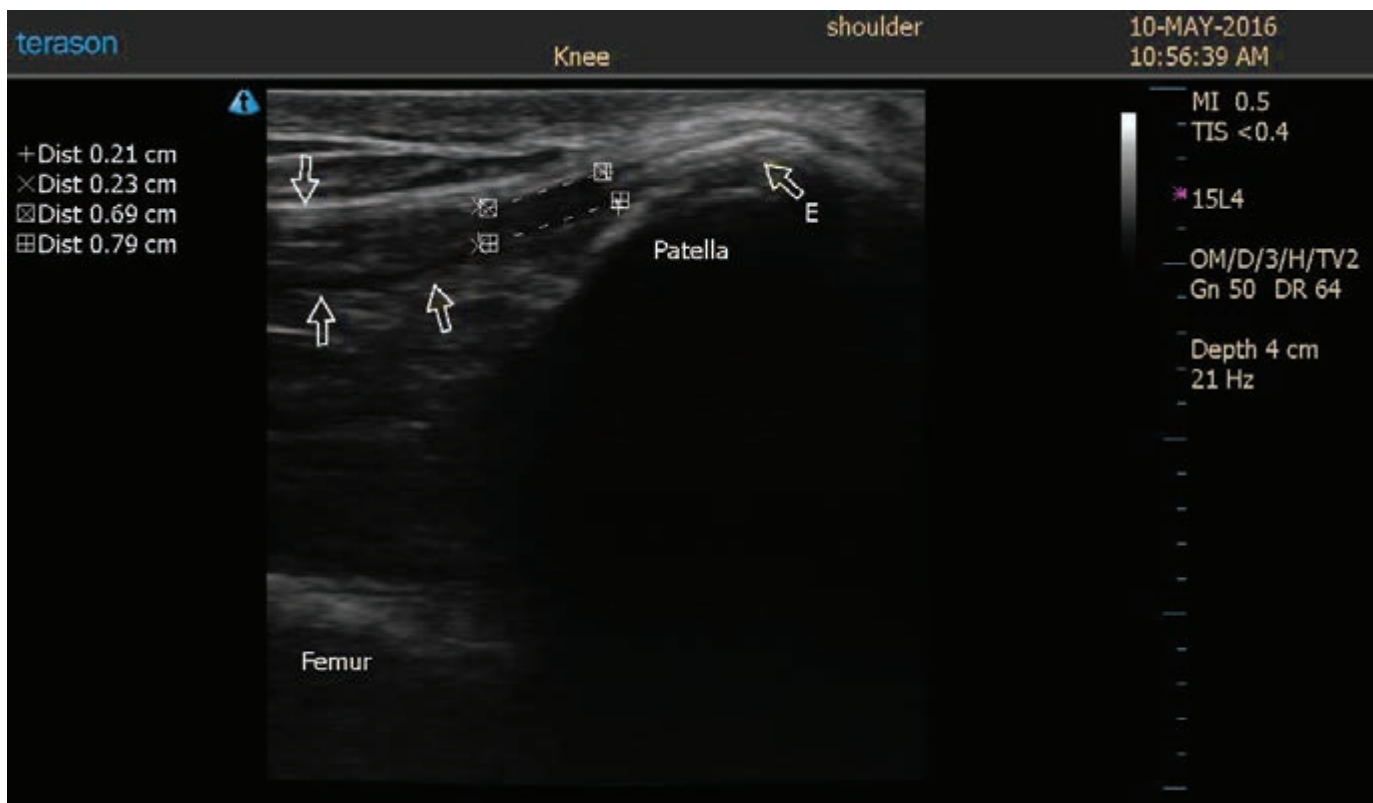 terason
Knee
shoulder
10-MAY-2016
10:56:39 AM
+Dist 0.21 cm
×Dist 0.23 cm
⊠Dist 0.69 cm
⊞Dist 0.79 cm
t
E
Patella
Femur
MI 0.5
TIS <0.4
15L4
OM/D/3/H/TV2
Gn 50 DR 64
Depth 4 cm
21 Hz